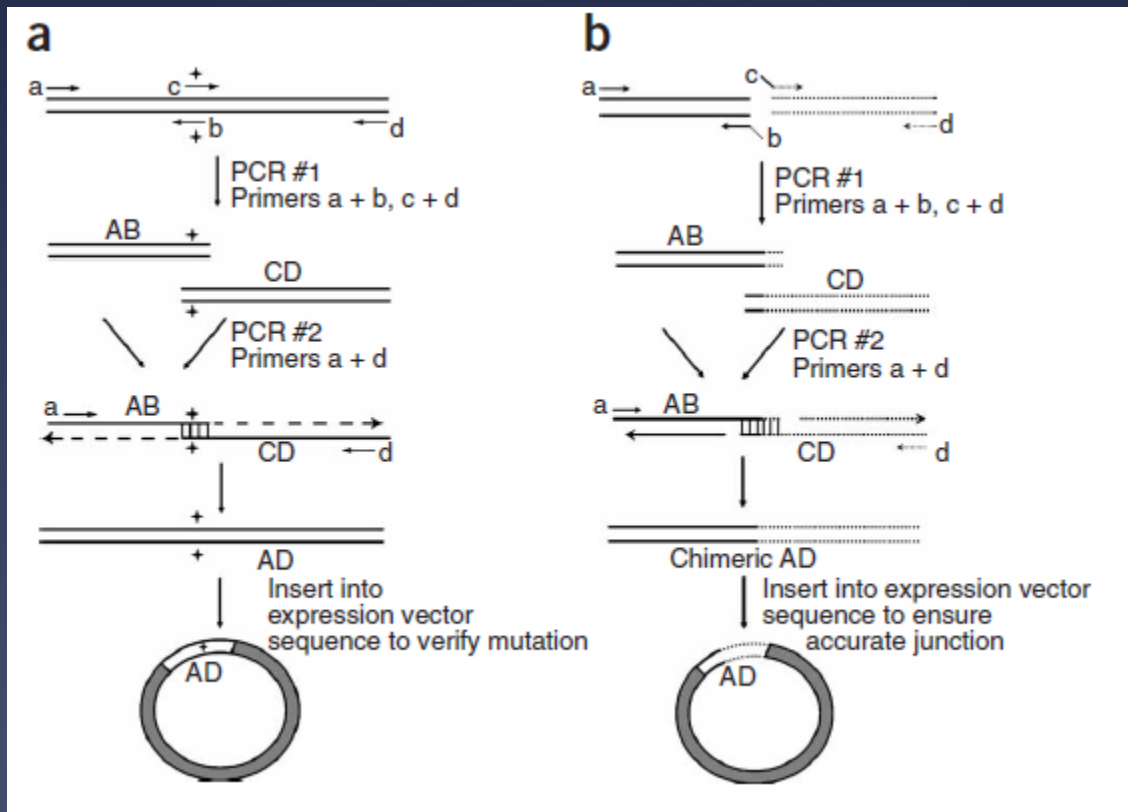 a
a
c
b
d
PCR #1
Primers a + b, c + d
AB
CD
PCR #2
Primers a + d
a
AB
CD
d
AD
Insert into
expression vector
sequence to verify mutation
AD
b
a
c
b
d
PCR #1
Primers a + b, c + d
AB
CD
PCR #2
Primers a + d
a
AB
CD
d
Chimeric AD
Insert into expression vector
sequence to ensure
accurate junction
AD